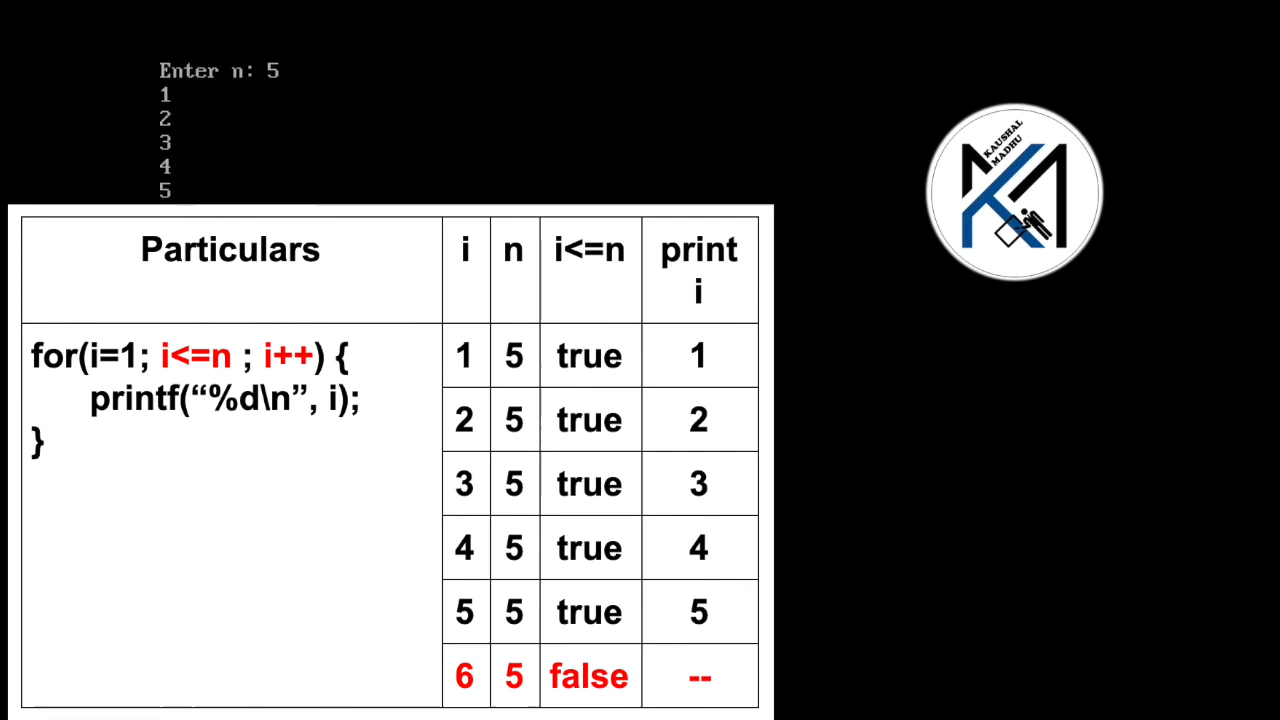 Enter n: 5
1
2
3
4
5
KAUSHAL
MADHU
Particulars i n i<=n print
i
for(i=1; i<=n ; i++) {
printf(“%d\n”, i);
}
1 5 true 1
2 5 true 2
3 5 true 3
4 5 true 4
5 5 true 5
6 5 false --